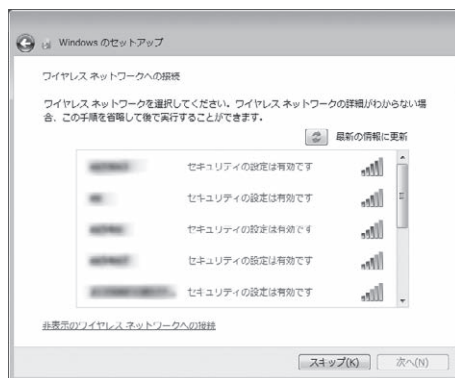 Windows のセットアップ
ワイヤレス ネットワークへの接続
ワイヤレス ネットワークを選択してください。ワイヤレス ネットワークの詳細がわからない場
合、この手順を省略して後で実行することができます。
最新の情報に更新
セキュリティの設定は有効です
セキュリティの設定は有効です
セキュリティの設定は有効です
セキュリティの設定は有効です
セキュリティの設定は有効です
非表示のワイヤレス ネットワークへの接続
スキップ(K)
次へ(N)